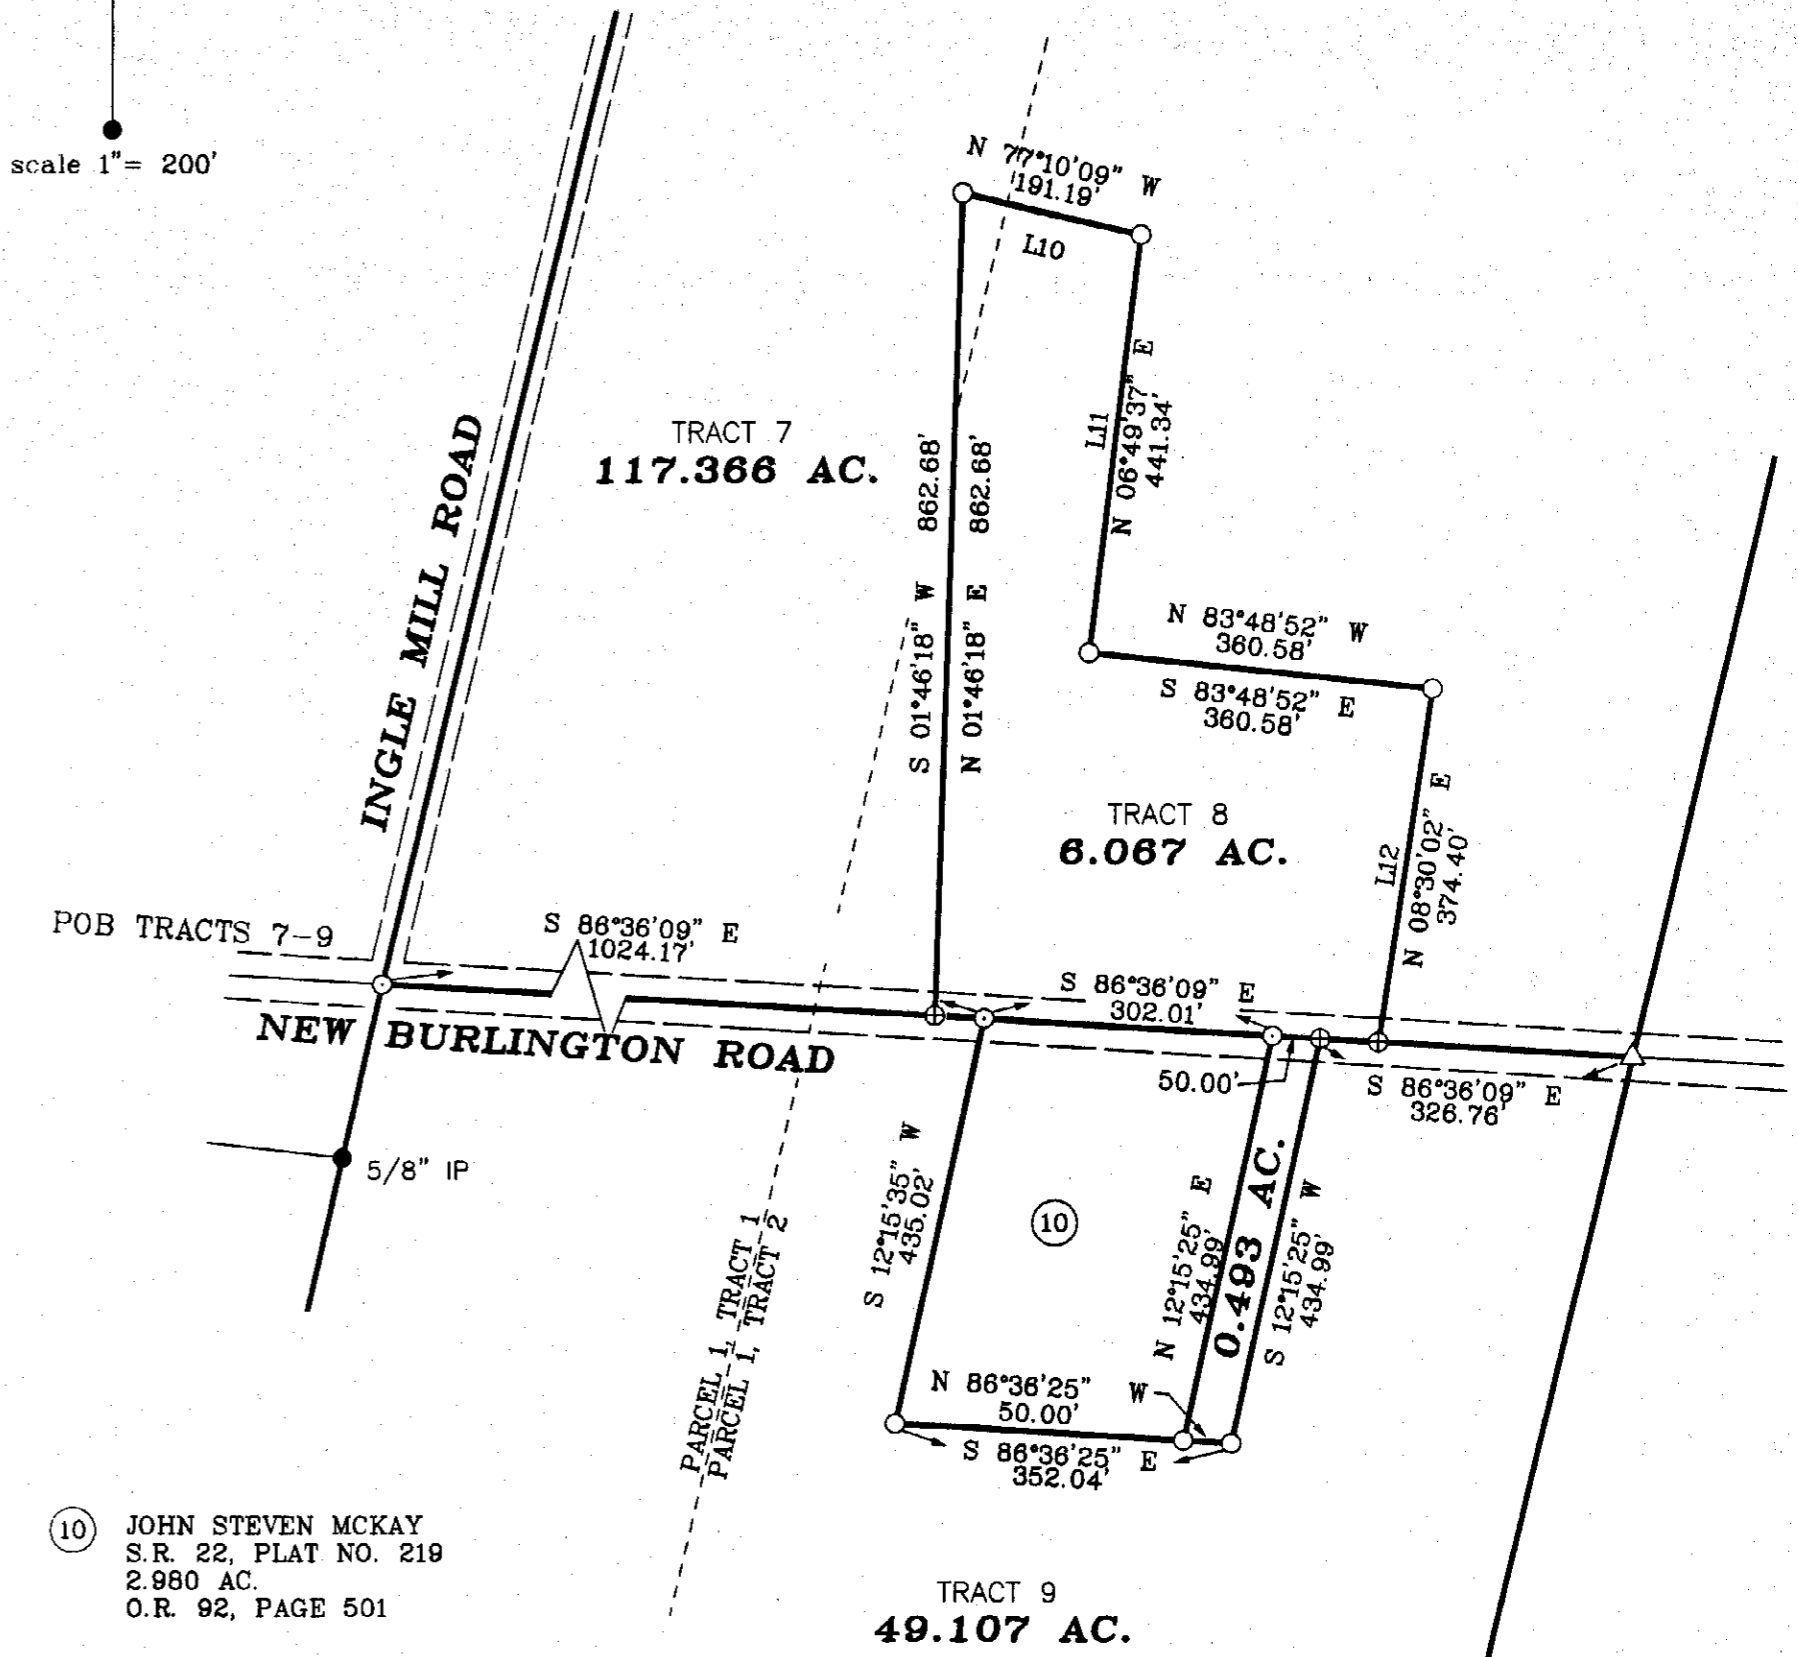 scale 1"= 200'
N 77°10'09" W
191.19'
L10
N 06°49'37" E
441.34'
L11
TRACT 7
117.366 AC.
INGLE MILL ROAD
S 01°46'18" W 862.68'
N 01°46'18" E 862.68'
N 83°48'52" W
360.58'
S 83°48'52" E
360.58'
TRACT 8
6.067 AC.
L12
N 08°30'02" E
374.40'
POB TRACTS 7-9
S 86°36'09" E
1024.17'
S 86°36'09" E
302.01'
NEW BURLINGTON ROAD
50.00'
S 86°36'09" E
326.76'
5/8" IP
S 12°15'35" W
435.02'
10
N 12°15'25" E
434.99'
0.493 AC.
S 12°15'25" W
434.99'
PARCEL 1, TRACT 1
PARCEL 1, TRACT 2
N 86°36'25" W
50.00'
S 86°36'25" E
352.04'
10 JOHN STEVEN MCKAY
S.R. 22, PLAT NO. 219
2.980 AC.
O.R. 92, PAGE 501
TRACT 9
49.107 AC.